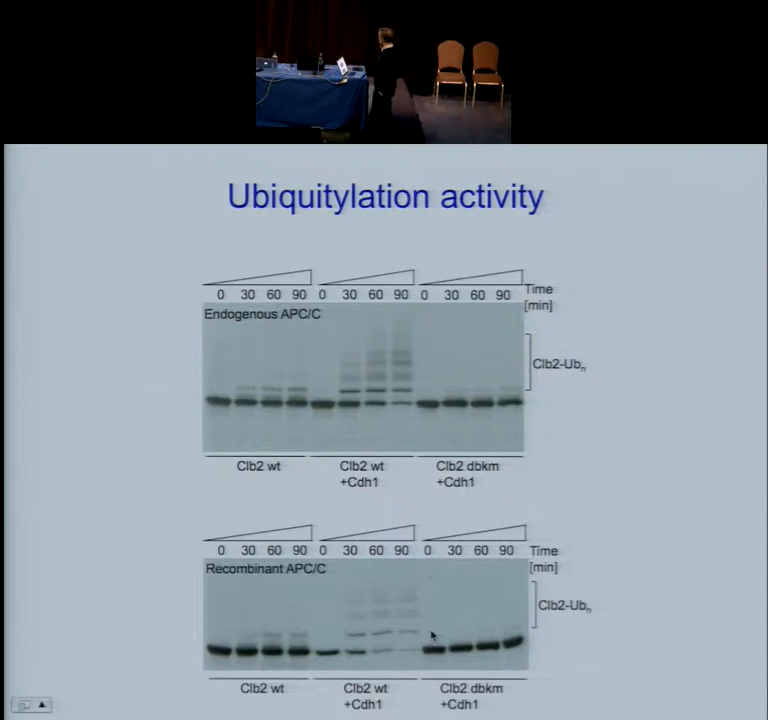 Ubiquitylation activity
0 30 60 90 0 30 60 90 0 30 60 90 Time
[min]
Endogenous APC/C
Clb2-Ubn
Clb2 wt Clb2 wt Clb2 dbkm
+Cdh1 +Cdh1
0 30 60 90 0 30 60 90 0 30 60 90 Time
[min]
Recombinant APC/C
Clb2-Ubn
Clb2 wt Clb2 wt Clb2 dbkm
+Cdh1 +Cdh1